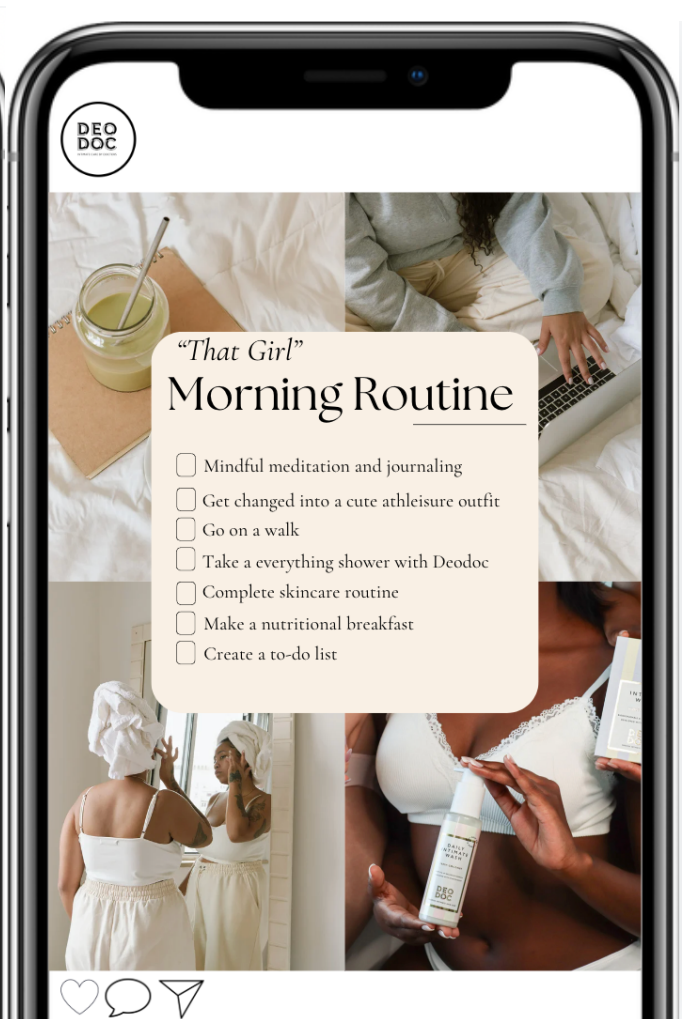 DEO
DOC
“That Girl”
Morning Routine
Mindful meditation and journaling
Get changed into a cute athleisure outfit
Go on a walk
Take a everything shower with Deodoc
Complete skincare routine
Make a nutritional breakfast
Create a to-do list
DAILY
INTIMATE
WASH
DEO
DOC